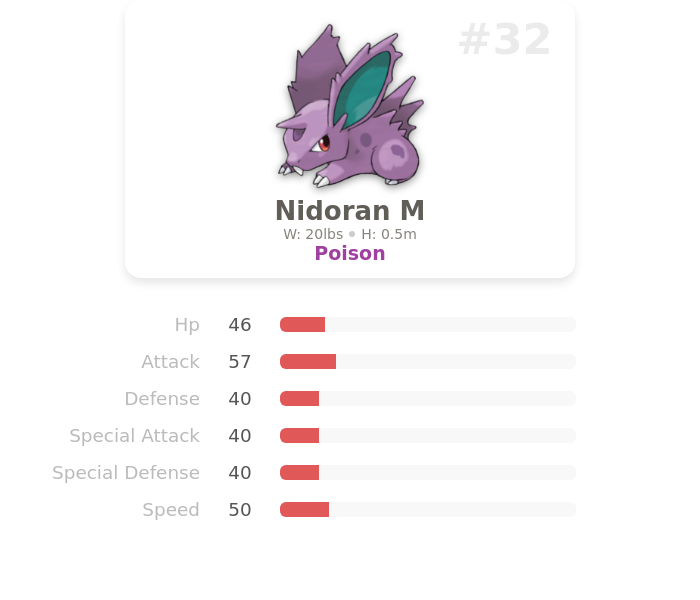 #32
Nidoran M
W: 20lbs • H: 0.5m
Poison
Hp 46
Attack 57
Defense 40
Special Attack 40
Special Defense 40
Speed 50